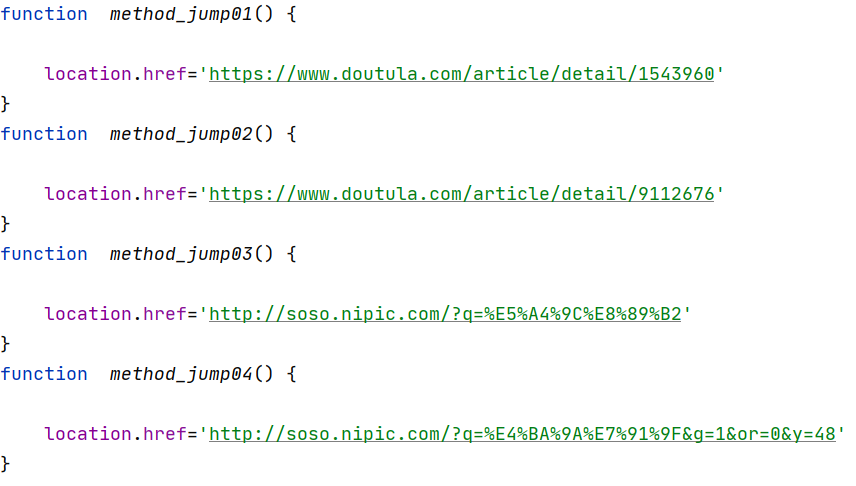 function  method_jump01() {
    location.href='https://www.doutula.com/article/detail/1543960'
}
function  method_jump02() {
    location.href='https://www.doutula.com/article/detail/9112676'
}
function  method_jump03() {
    location.href='http://soso.nipic.com/?q=%E5%A4%9C%E8%89%B2'
}
function  method_jump04() {
    location.href='http://soso.nipic.com/?q=%E4%BA%9A%E7%91%9F&g=1&or=0&y=48'
}